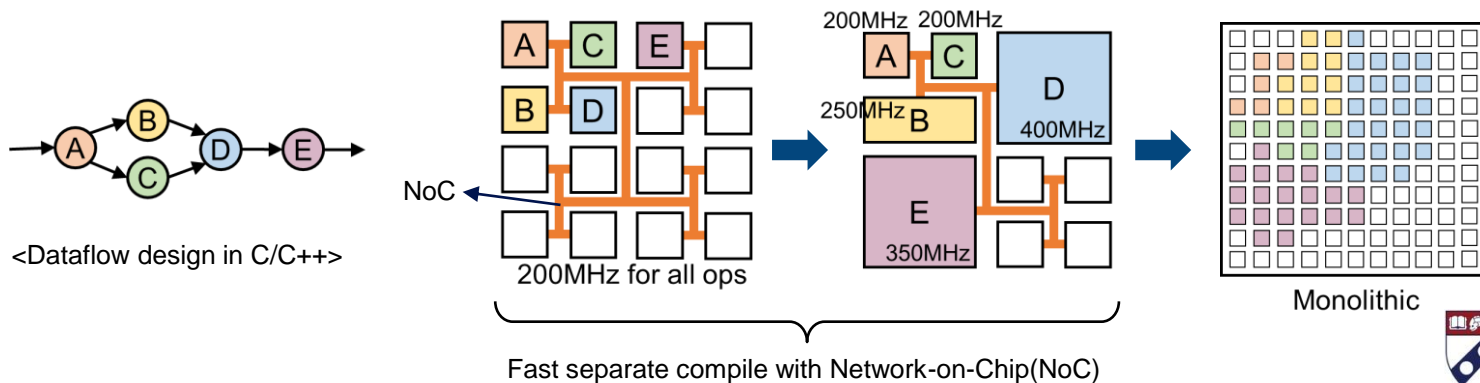 A
B
C
D
E
<Dataflow design in C/C++>
A
C
E
B
D
NoC
200MHz for all ops
200MHz
200MHz
A
C
D
250MHz
B
400MHz
E
350MHz
Fast separate compile with Network-on-Chip(NoC)
Monolithic